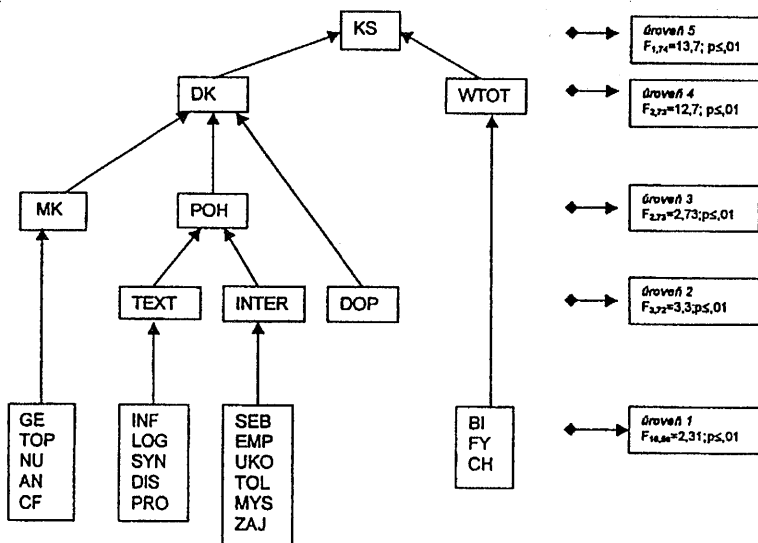 KS
úroveň 5
F1,74=13,7; p≤,01
DK
WTOT
úroveň 4
F2,73=12,7; p≤,01
MK
POH
úroveň 3
F2,73=2,73;p≤,01
TEXT
INTER
DOP
úroveň 2
F3,72=3,3;p≤,01
GE
TOP
NU
AN
CF
INF
LOG
SYN
DIS
PRO
SEB
EMP
UKO
TOL
MYS
ZAJ
BI
FY
CH
úroveň 1
=2,31;p≤,01